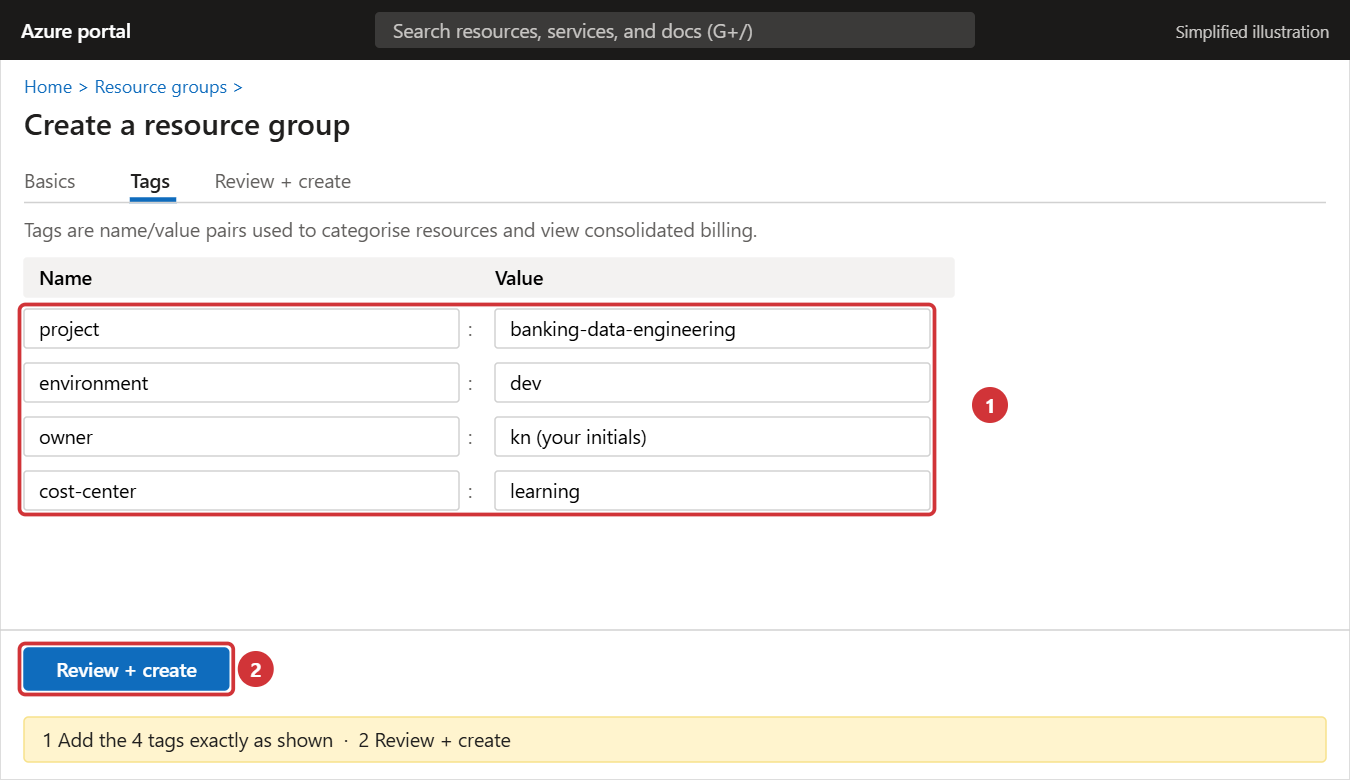 Azure portal Search resources, services, and docs (G+/) Simplified illustration
Home > Resource groups >
Create a resource group
Basics Tags Review + create
Tags are name/value pairs used to categorise resources and view consolidated billing.
Name Value
project : banking-data-engineering
environment : dev
1
owner : kn (your initials)
cost-center : learning
Review + create 2
1 Add the 4 tags exactly as shown · 2 Review + create